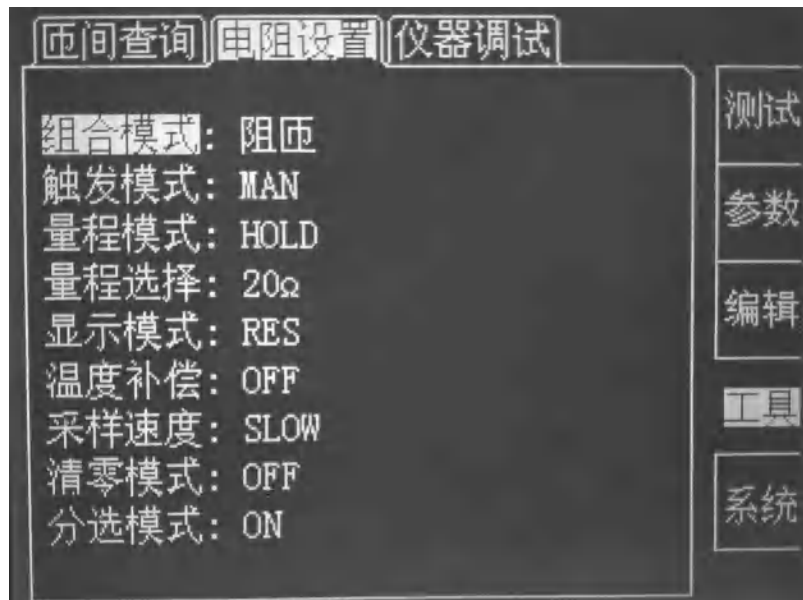 匝间查询 电阻设置 仪器调试
组合模式: 阻匝
触发模式: MAN
量程模式: HOLD
量程选择: 20Ω
显示模式: RES
温度补偿: OFF
采样速度: SLOW
清零模式: OFF
分选模式: ON
测试
参数
编辑
工具
系统